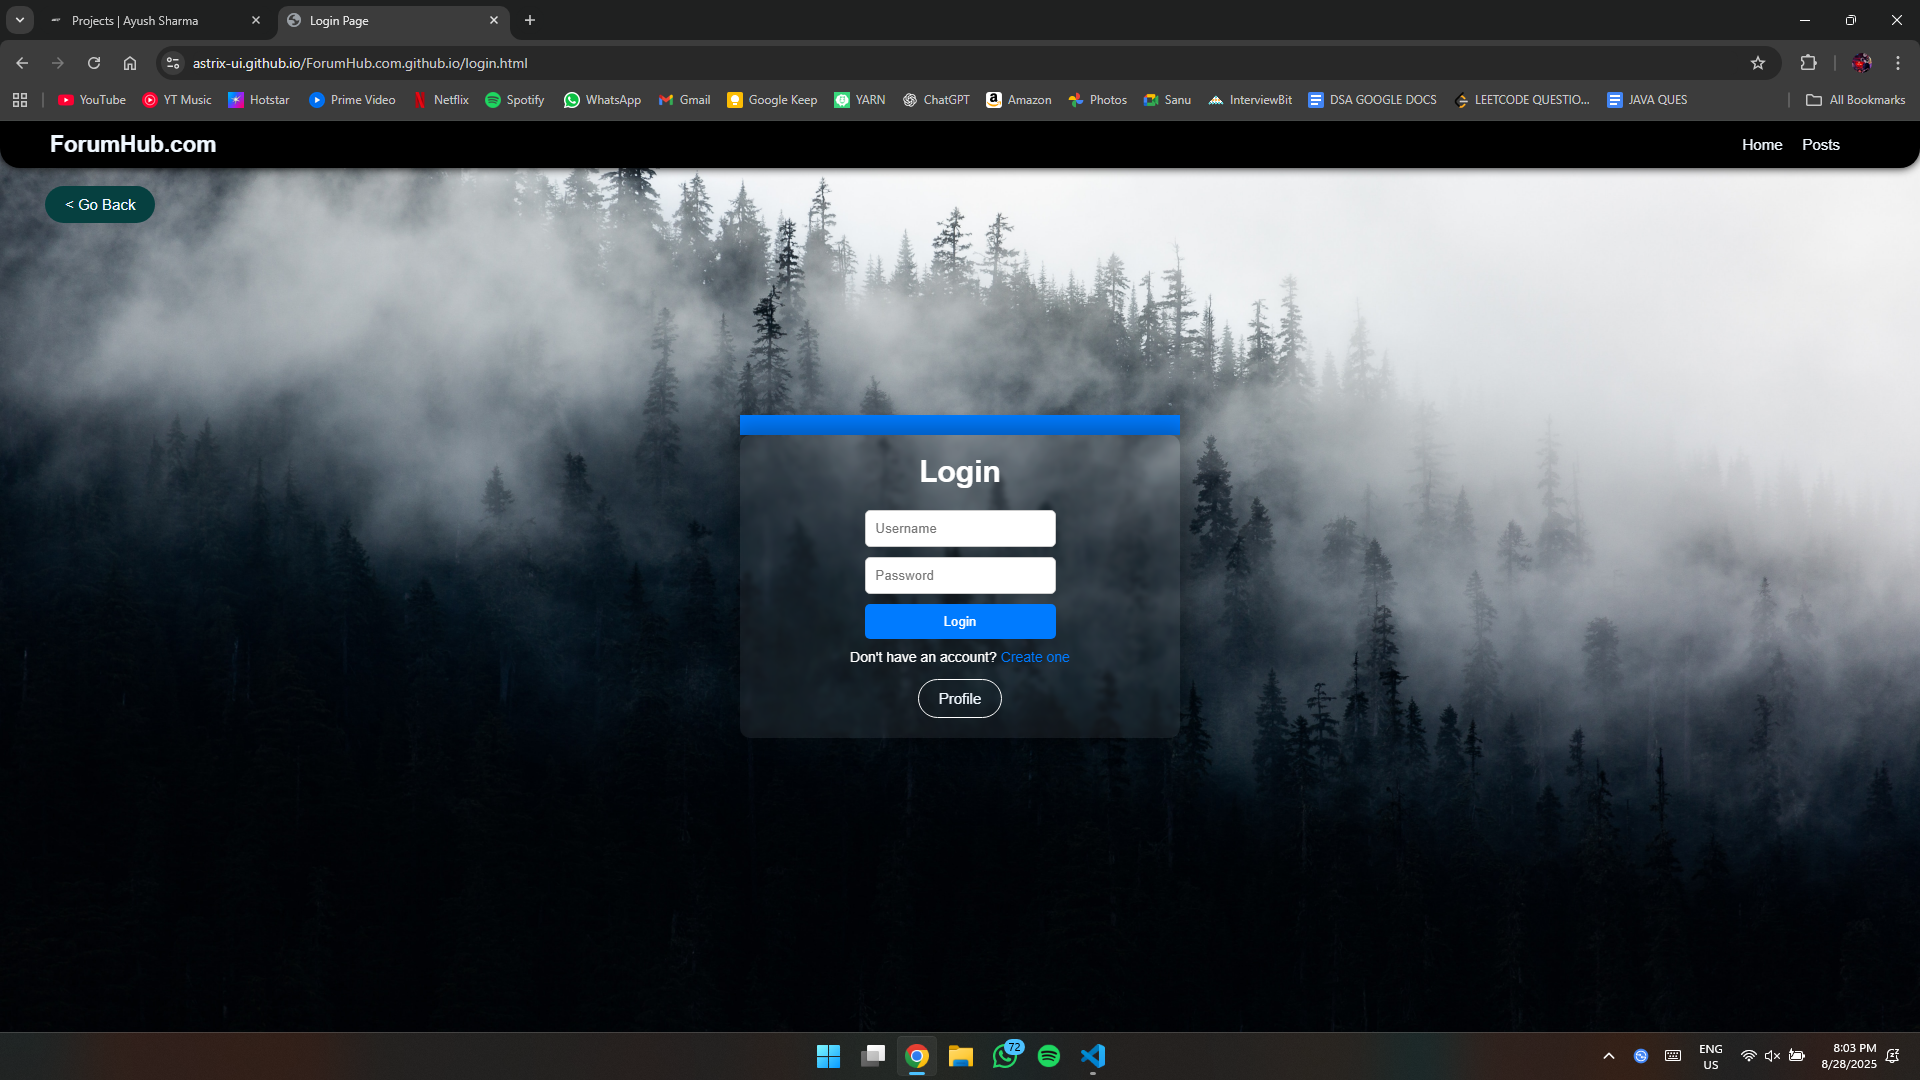 Projects | Ayush Sharma
Login Page
astrix-ui.github.io/ForumHub.com.github.io/login.html
YouTube YT Music Hotstar Prime Video Netflix Spotify WhatsApp Gmail Google Keep YARN ChatGPT Amazon Photos Sanu InterviewBit DSA GOOGLE DOCS LEETCODE QUESTIO... JAVA QUES All Bookmarks
ForumHub.com Home Posts
< Go Back
Login
Username
Password
Login
Don't have an account? Create one
Profile
72
ENG
US
8:03 PM
8/28/2025